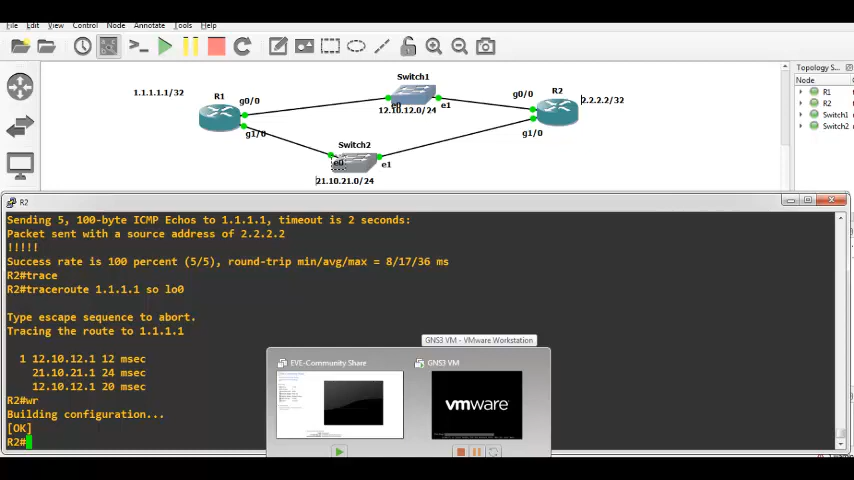 File Edit View Control Node Annotate Tools Help
Topology S
Node
R1
R2
Switch1
Switch2
1.1.1.1.1/32
R1
g0/0
g1/0
Switch1
e0
e1
12.10.12.0/24
R2
g0/0
g1/0
2.2.2.2/32
Switch2
e0
e1
21.10.21.0/24
R2
Sending 5, 100-byte ICMP Echos to 1.1.1.1, timeout is 2 seconds:
Packet sent with a source address of 2.2.2.2
!!!!!
Success rate is 100 percent (5/5), round-trip min/avg/max = 8/17/36 ms
R2#trace
R2#traceroute 1.1.1.1 so lo0
Type escape sequence to abort.
Tracing the route to 1.1.1.1
1 12.10.12.1 12 msec
21.10.21.1 24 msec
12.10.12.1 20 msec
R2#wr
Building configuration...
[OK]
R2#
GNS3 VM - VMware Workstation
EVE-Community Share
GNS3 VM
vmware